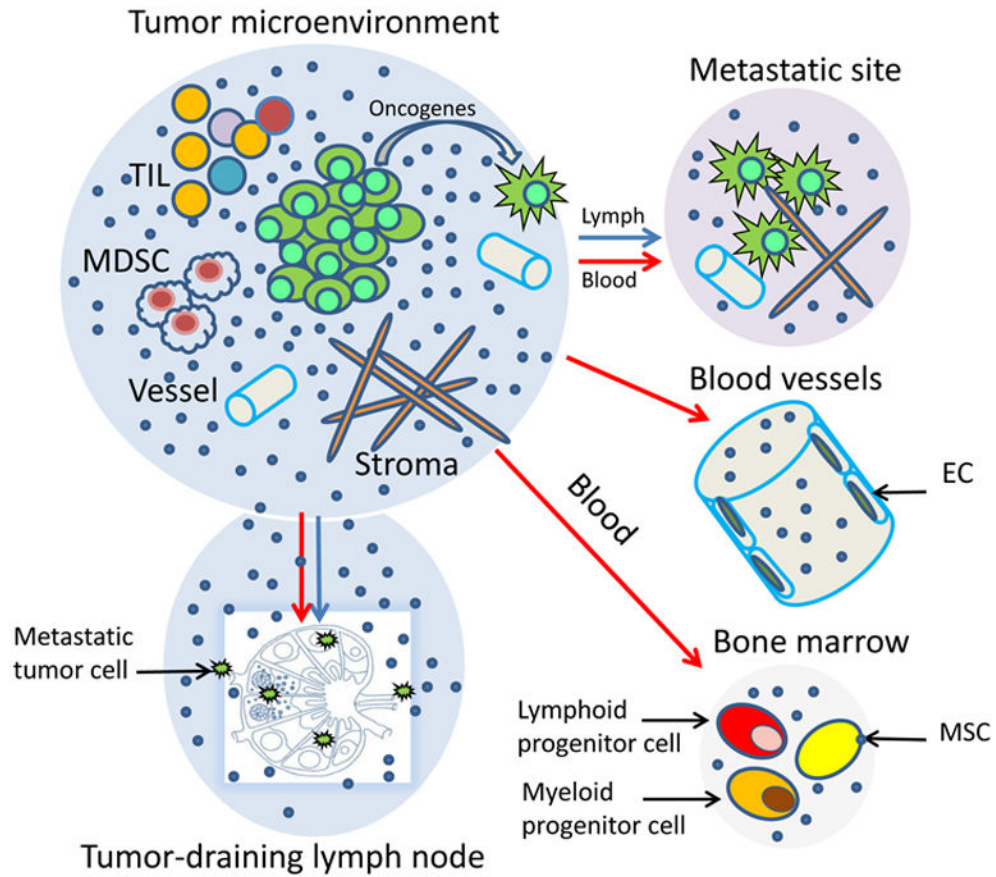 Tumor microenvironment
Metastatic site
Oncogenes
TIL
Lymph
Blood
MDSC
Vessel
Stroma
Blood vessels
EC
Blood
Metastatic
tumor cell
Bone marrow
Lymphoid
progenitor cell
MSC
Myeloid
progenitor cell
Tumor-draining lymph node